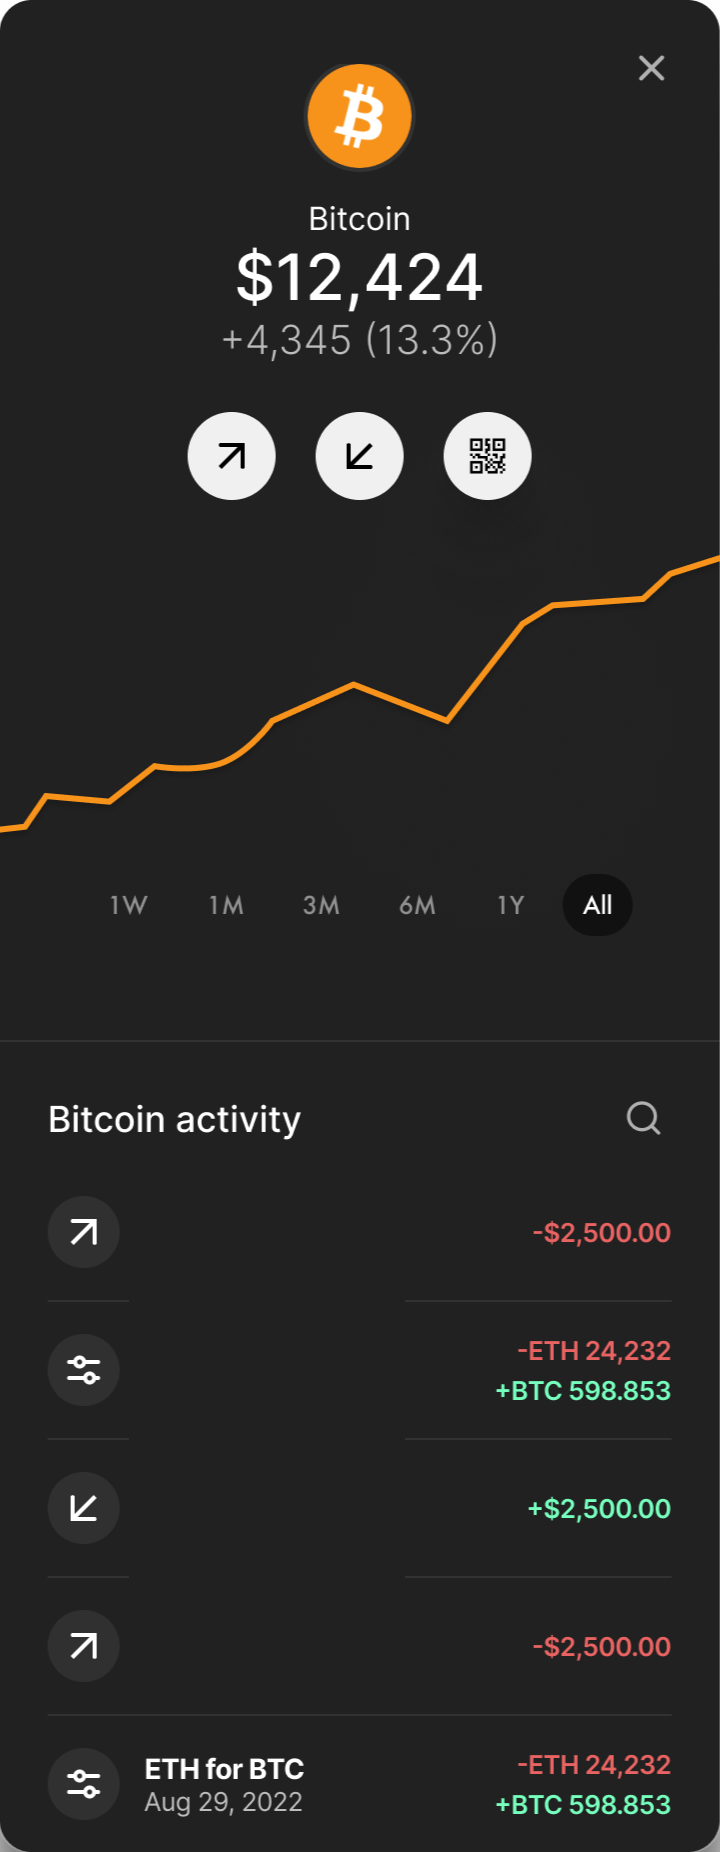 Bitcoin
$12,424
+4,345 (13.3%)
1W 1M 3M 6M 1Y All
Bitcoin activity
-$2,500.00
-ETH 24,232
+BTC 598.853
+$2,500.00
-$2,500.00
ETH for BTC
Aug 29, 2022
-ETH 24,232
+BTC 598.853